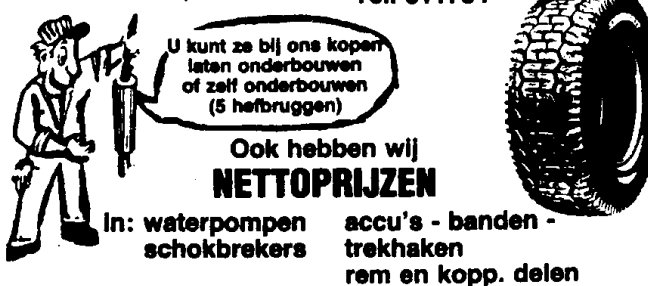 U kunt ze bij ons kopen
laten onderbouwen
of zelf onderbouwen
(5 hefbruggen)
Ook hebben wij
NETTOPRIJZEN
In: waterpompen accu's - banden -
schokbrekers trekhaken
rem en kopp. delen